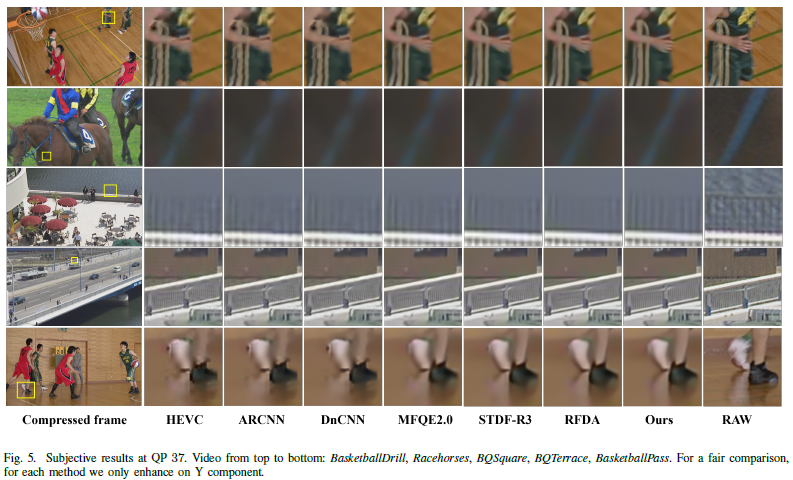 Compressed frame HEVC ARCNN DnCNN MFQE2.0 STDF-R3 RFDA Ours RAW
Fig. 5. Subjective results at QP 37. Video from top to bottom: BasketballDrill, Racehorses, BQSquare, BQTerrace, BasketballPass. For a fair comparison,
for each method we only enhance on Y component.